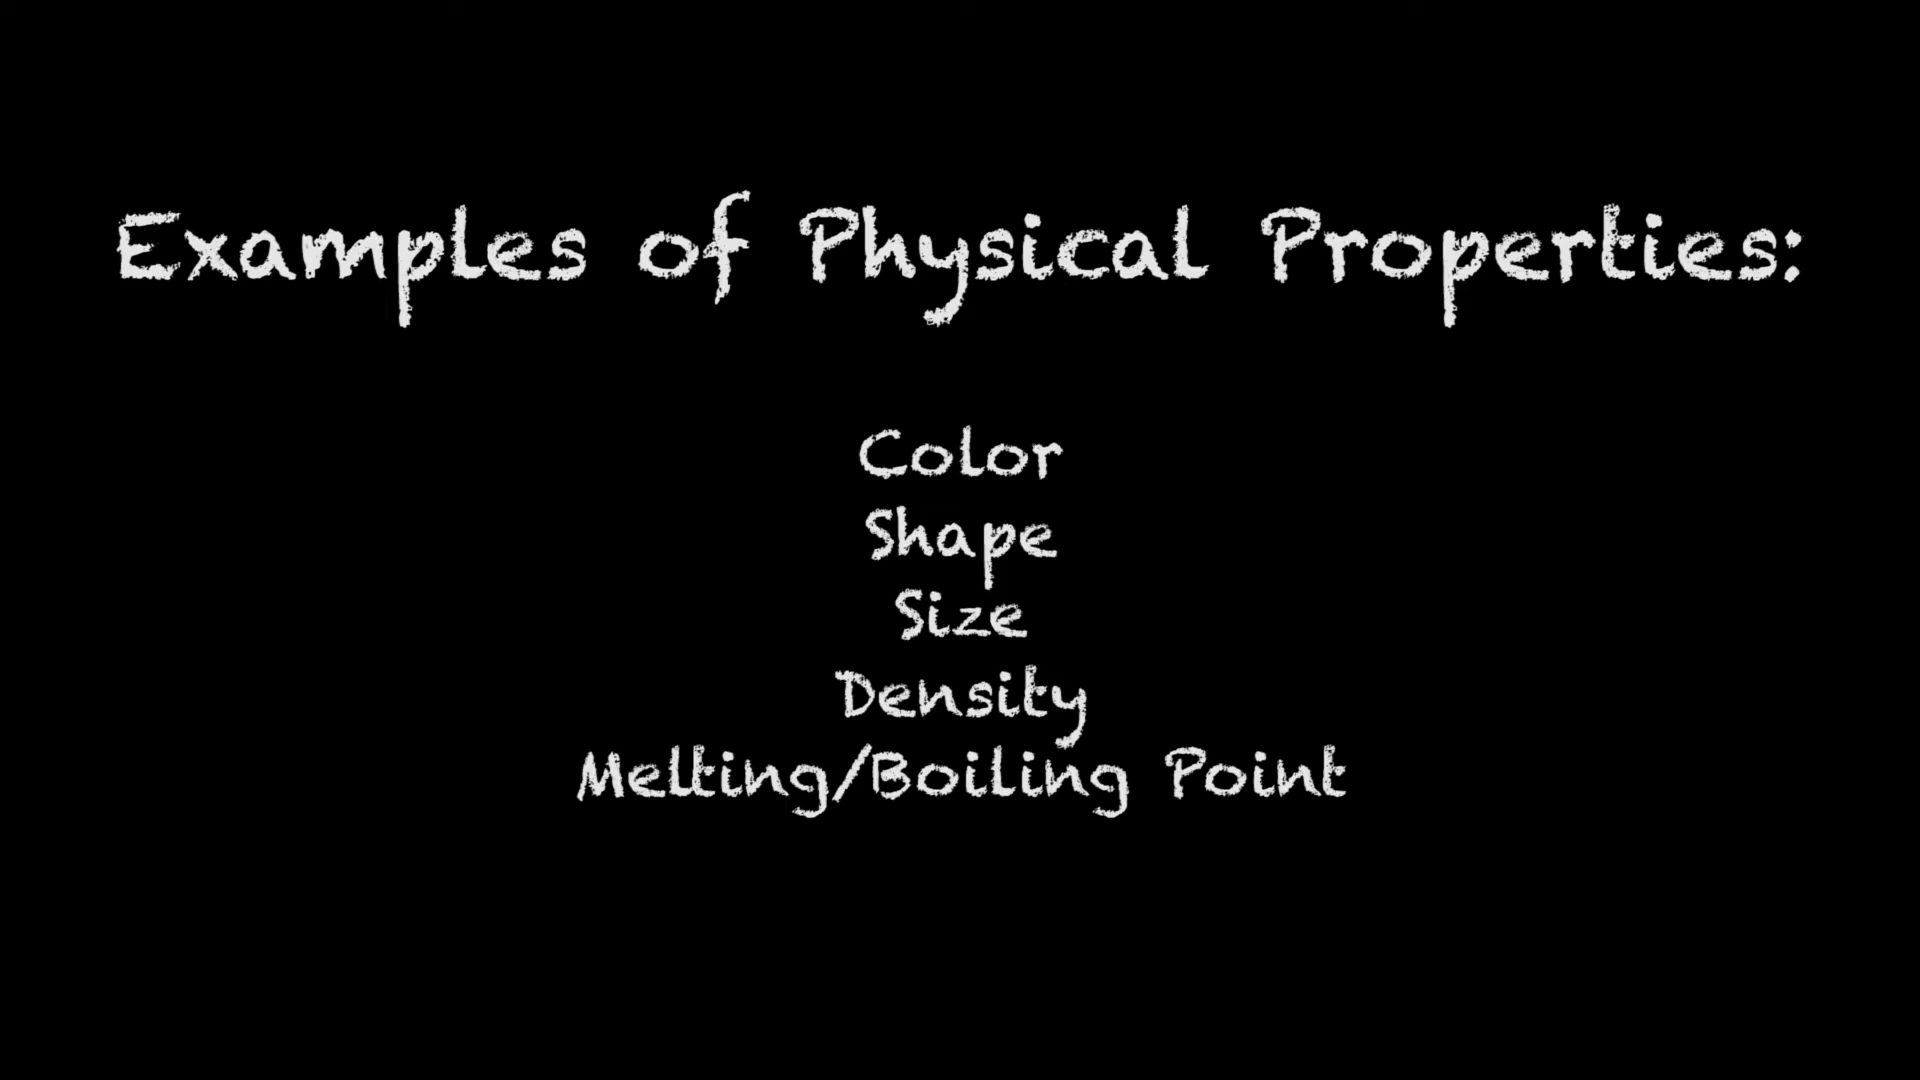 Examples of Physical Properties:
Color
Shape
Size
Density
Melting/Boiling Point